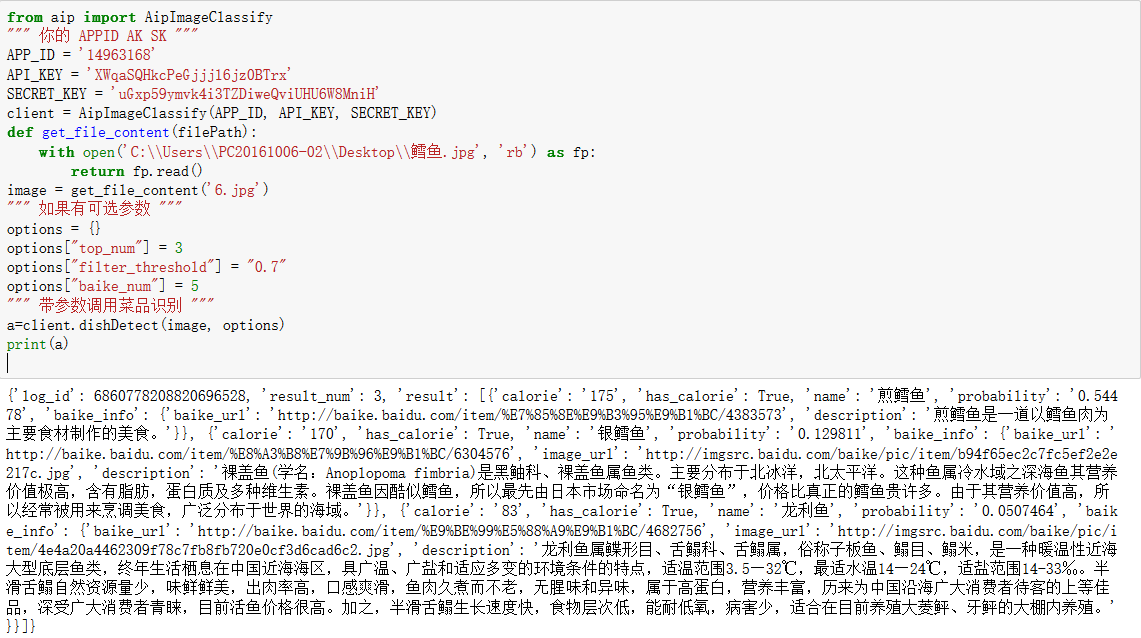 from aip import AipImageClassify
""" 你的 APPID AK SK """
APP_ID = '14963168'
API_KEY = 'XWqaSQHkcPeGjjj16jz0BTrx'
SECRET_KEY = 'uGxp59ymvk4i3TZDiweQviUHU6W8MniH'
client = AipImageClassify(APP_ID, API_KEY, SECRET_KEY)
def get_file_content(filePath):
    with open('C:\\Users\\PC20161006-02\\Desktop\\鳕鱼.jpg', 'rb') as fp:
        return fp.read()
image = get_file_content('6.jpg')
""" 如果有可选参数 """
options = {}
options["top_num"] = 3
options["filter_threshold"] = "0.7"
options["baike_num"] = 5
""" 带参数调用菜品识别 """
a=client.dishDetect(image, options)
print(a)
{'log_id': 6860778208820696528, 'result_num': 3, 'result': [{'calorie': '175', 'has_calorie': True, 'name': '煎鳕鱼', 'probability': '0.544
78', 'baike_info': {'baike_url': 'http://baike.baidu.com/item/%E7%85%8E%E9%B3%95%E9%B1%BC/4383573', 'description': '煎鳕鱼是一道以鳕鱼肉为
主要食材制作的美食。'}}, {'calorie': '170', 'has_calorie': True, 'name': '银鳕鱼', 'probability': '0.129811', 'baike_info': {'baike_url': '
http://baike.baidu.com/item/%E8%A3%B8%E7%9B%96%E9%B1%BC/6304576', 'image_url': 'http://imgsrc.baidu.com/baike/pic/item/b94f65ec2c7fc5ef2e2e
217c.jpg', 'description': '裸盖鱼(学名：Anoplopoma fimbria)是黑鲉科、裸盖鱼属鱼类。主要分布于北冰洋，北太平洋。这种鱼属冷水域之深海鱼其营养
价值极高，含有脂肪，蛋白质及多种维生素。裸盖鱼因酷似鳕鱼，所以最先由日本市场命名为“银鳕鱼”，价格比真正的鳕鱼贵许多。由于其营养价值高，所
以经常被用来烹调美食，广泛分布于世界的海域。'}}, {'calorie': '83', 'has_calorie': True, 'name': '龙利鱼', 'probability': '0.0507464', 'baik
e_info': {'baike_url': 'http://baike.baidu.com/item/%E9%BE%99%E5%88%A9%E9%B1%BC/4682756', 'image_url': 'http://imgsrc.baidu.com/baike/pic/i
tem/4e4a20a4462309f78c7fb8fb720e0cf3d6cad6c2.jpg', 'description': '龙利鱼属鲽形目、舌鳎科、舌鳎属，俗称子板鱼、鳎目、鳎米，是一种暖温性近海
大型底层鱼类，终年生活栖息在中国近海海区，具广温、广盐和适应多变的环境条件的特点，适温范围3.5－32℃，最适水温14－24℃，适盐范围14-33‰。半
滑舌鳎自然资源量少，味鲜鲜美，出肉率高，口感爽滑，鱼肉久煮而不老，无腥味和异味，属于高蛋白，营养丰富，历来为中国沿海广大消费者待客的上等佳
品，深受广大消费者青睐，目前活鱼价格很高。加之，半滑舌鳎生长速度快，食物层次低，能耐低氧，病害少，适合在目前养殖大菱鲆、牙鲆的大棚内养殖。'
}}]}